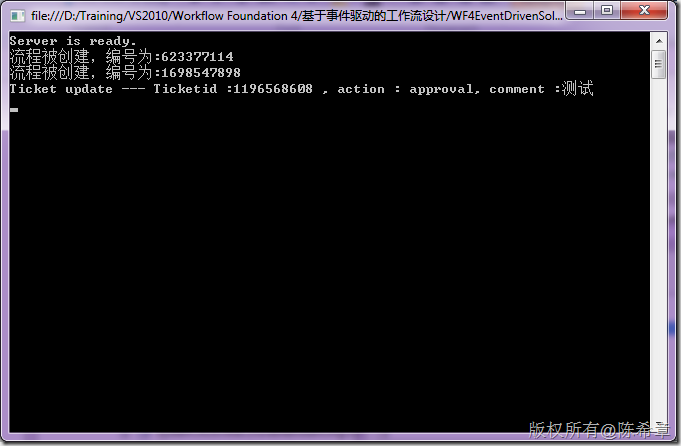 file:///D:/Training/VS2010/Workflow Foundation 4/基于事件驱动的工作流设计/WF4EventDrivenSol...
Server is ready.
流程被创建，编号为:623377114
流程被创建，编号为:1698547898
Ticket update --- Ticketid :1196568608 , action : approval, comment :测试
版权所有@陈希章